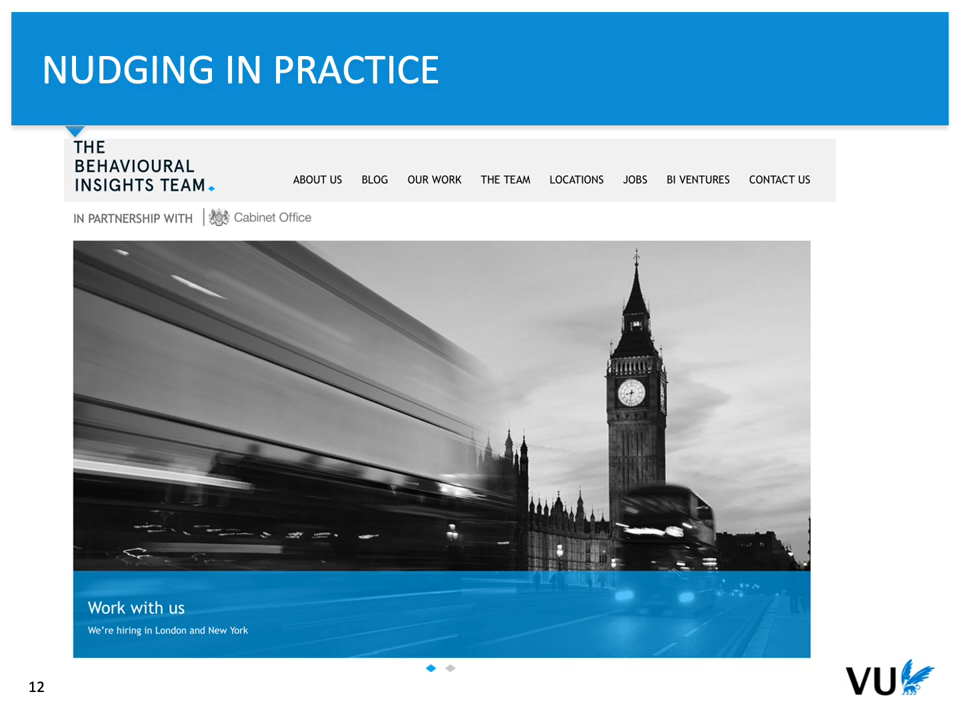 NUDGING IN PRACTICE
THE
BEHAVIOURAL
INSIGHTS TEAM
ABOUT US BLOG OUR WORK THE TEAM LOCATIONS JOBS BI VENTURES CONTACT US
IN PARTNERSHIP WITH Cabinet Office
Work with us
We're hiring in London and New York
12
VU